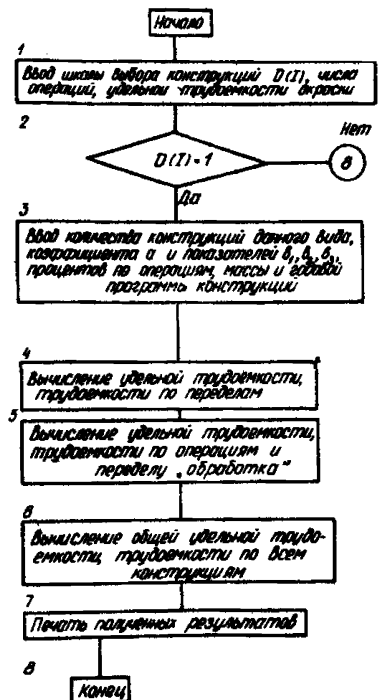 Начало
1
Ввод шкалы выбора конструкций D(I), числа
операций, удельной трудоемкости окраски
2
Нет
D(I)=1
8
Да
3
Ввод количества конструкций данного вида,
коэффициента а и показателей в₁, в₂, в₃,
процентов по операциям, массы и годовой
программы конструкции
4
Вычисление удельной трудоемкости,
трудоемкости по переделам
5
Вычисление удельной трудоемкости,
трудоемкости по операциям и
переделу „обработка“
6
Вычисление общей удельной трудо-
емкости, трудоемкости по всем
конструкциям
7
Печать полученных результатов
8
Конец